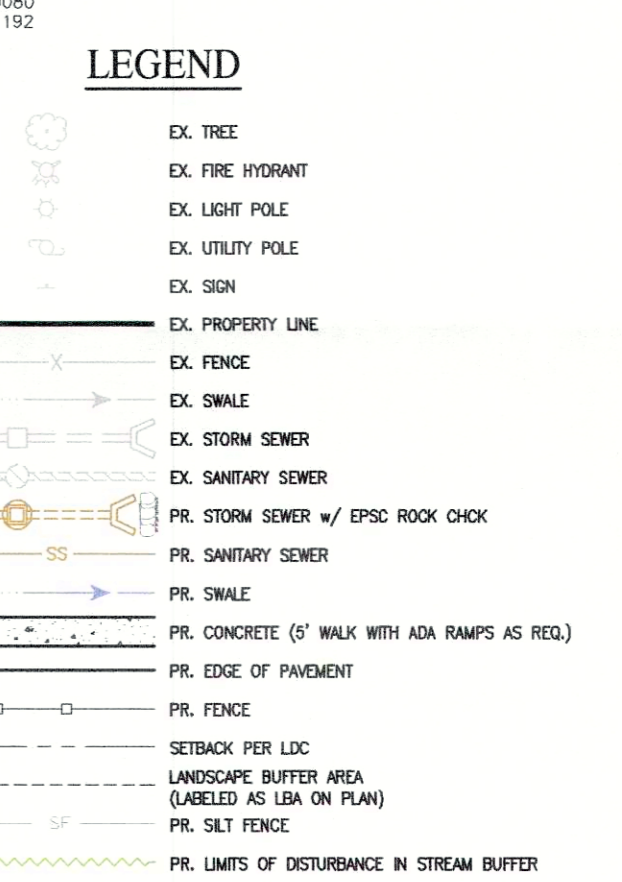 192
LEGEND
EX. TREE
EX. FIRE HYDRANT
EX. LIGHT POLE
EX. UTILITY POLE
EX. SIGN
EX. PROPERTY LINE
X EX. FENCE
EX. SWALE
EX. STORM SEWER
EX. SANITARY SEWER
PR. STORM SEWER w/ EPSC ROCK CHCK
SS PR. SANITARY SEWER
PR. SWALE
PR. CONCRETE (5' WALK WITH ADA RAMPS AS REQ.)
PR. EDGE OF PAVEMENT
PR. FENCE
SETBACK PER LDC
LANDSCAPE BUFFER AREA
(LABELED AS LBA ON PLAN)
SF PR. SILT FENCE
PR. LIMITS OF DISTURBANCE IN STREAM BUFFER